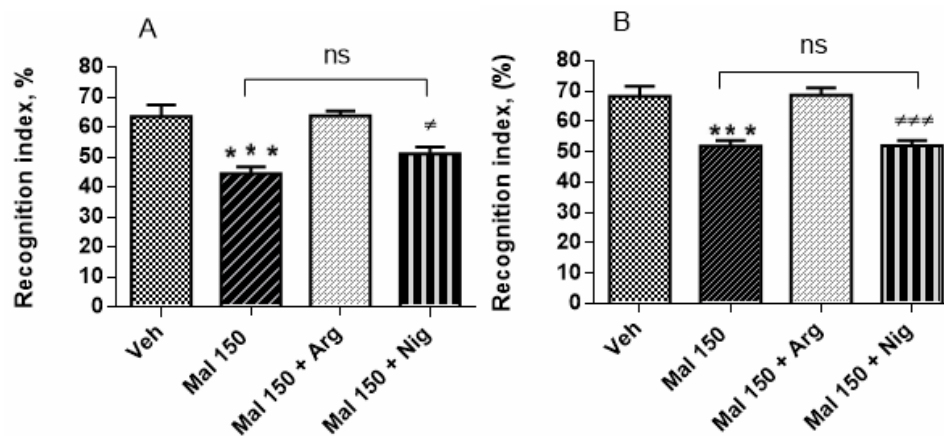 A
ns
Recognition index, %
80
70
60
50
40
30
20
10
0
* * *
≠
Veh
Mal 150
Mal 150 + Arg
Mal 150 + Nig
B
ns
Recognition index, (%)
80
70
60
50
40
30
20
10
0
* * *
≠≠≠
Veh
Mal 150
Mal 150 + Arg
Mal 150 + Nig